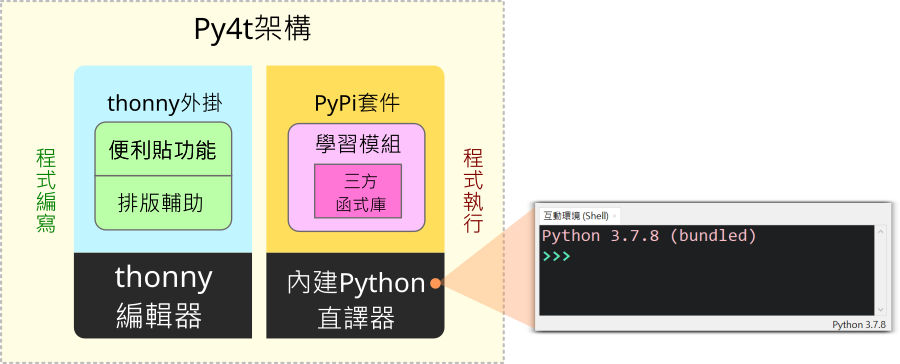 Py4t架構
程式編寫
thonny外掛
便利貼功能
排版輔助
thonny
編輯器
PyPi套件
學習模組
三方
函式庫
內建Python
直譯器
程式執行
互動環境 (Shell)
Python 3.7.8 (bundled)
>>>
Python 3.7.8